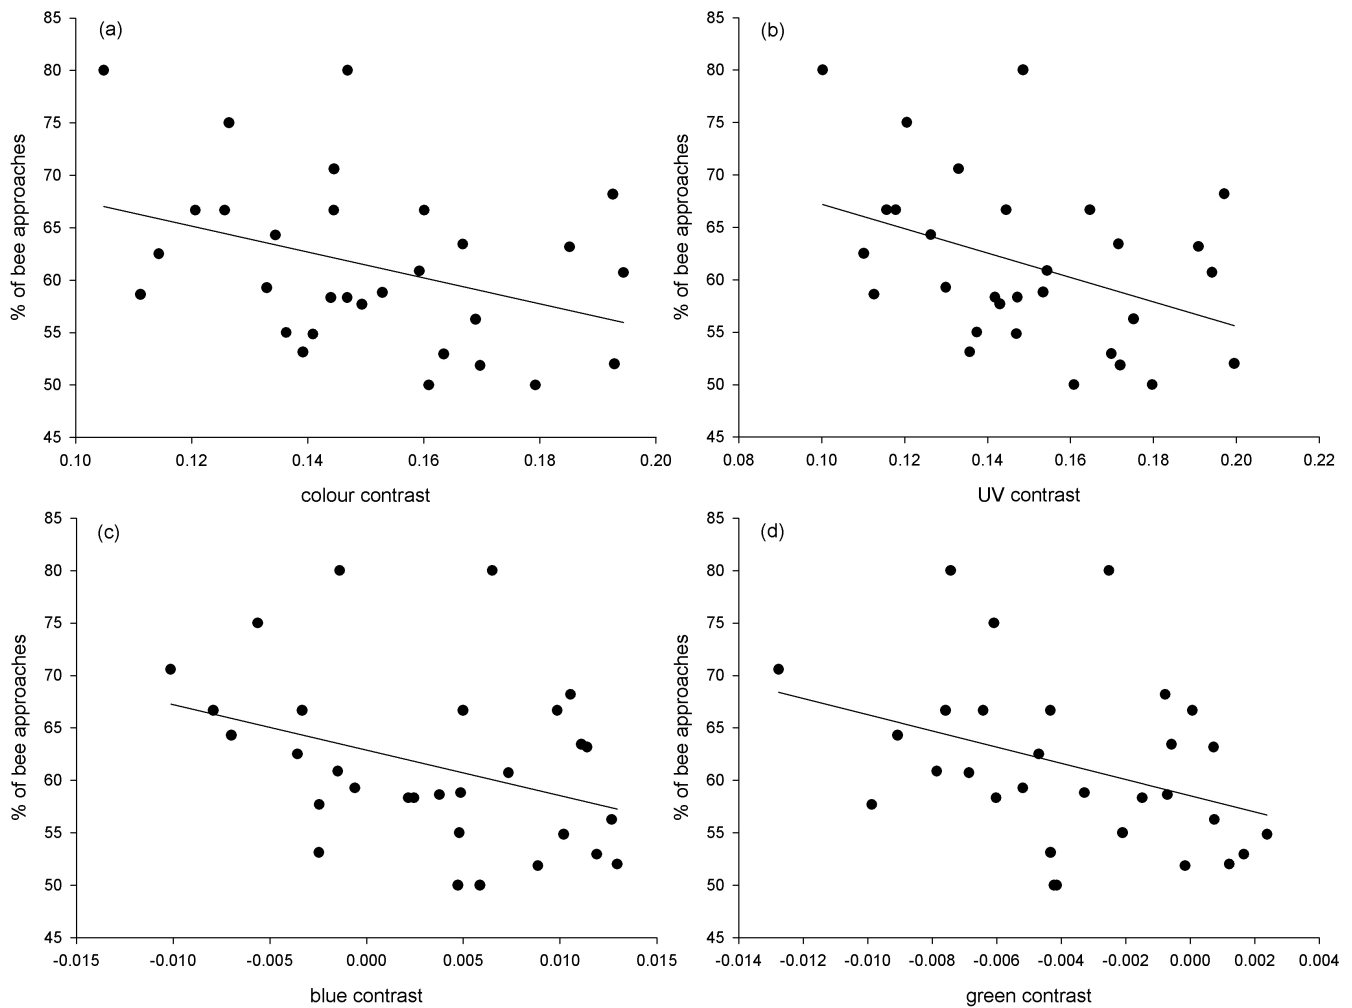 (a)
85
80
75
70
65
60
55
50
45
% of bee approaches
0.10 0.12 0.14 0.16 0.18 0.20
colour contrast
(b)
85
80
75
70
65
60
55
50
45
% of bee approaches
0.08 0.10 0.12 0.14 0.16 0.18 0.20 0.22
UV contrast
(c)
85
80
75
70
65
60
55
50
45
% of bee approaches
-0.015 -0.010 -0.005 0.000 0.005 0.010 0.015
blue contrast
(d)
85
80
75
70
65
60
55
50
45
% of bee approaches
-0.014 -0.012 -0.010 -0.008 -0.006 -0.004 -0.002 0.000 0.002 0.004
green contrast